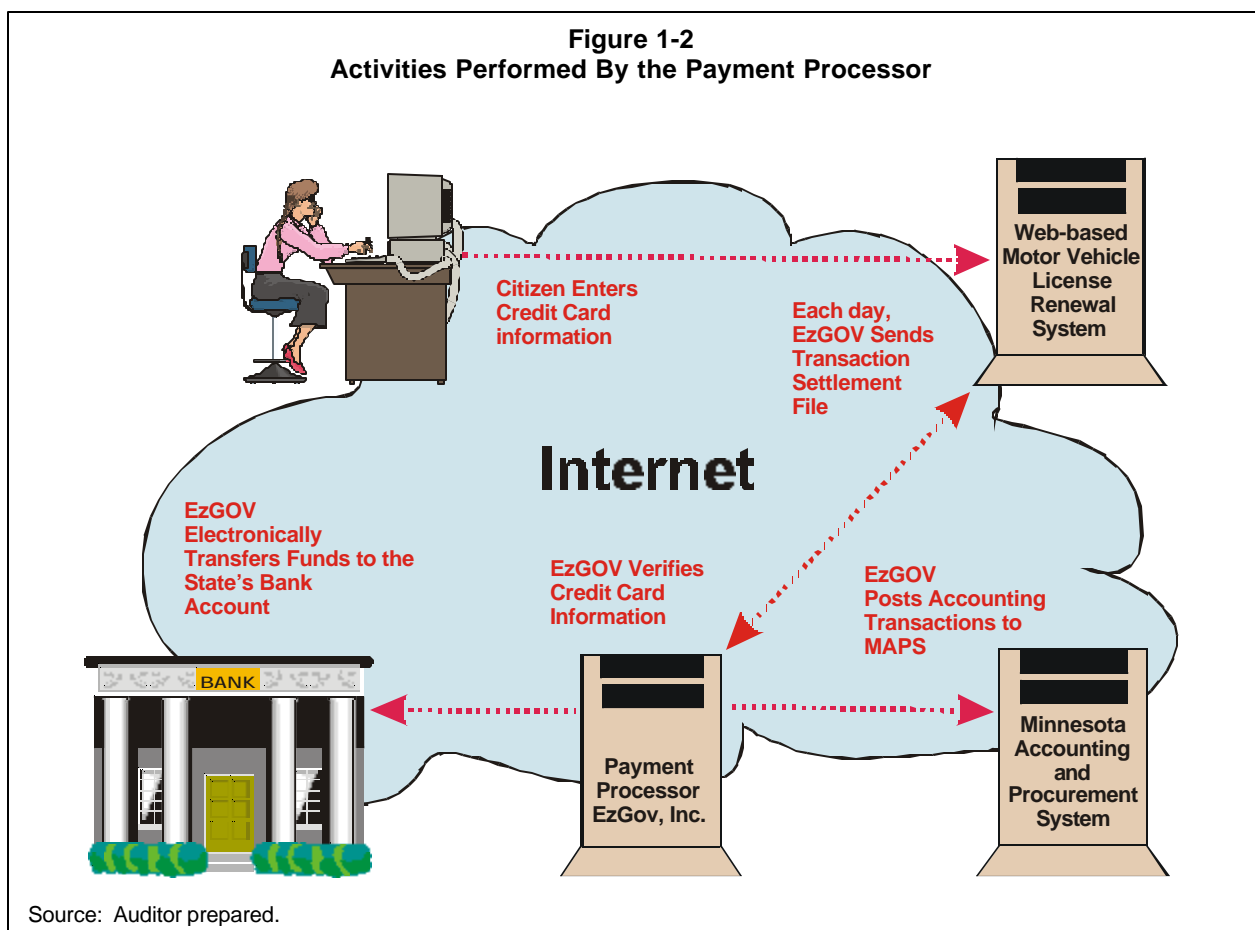 Figure 1-2
Activities Performed By the Payment Processor
Web-based
Motor Vehicle
License
Renewal
System
Citizen Enters
Credit Card
information
Each day,
EzGOV Sends
Transaction
Settlement
File
Internet
EzGOV
Electronically
Transfers Funds to the
State's Bank
Account
EzGOV Verifies
Credit Card
Information
EzGOV
Posts Accounting
Transactions to
MAPS
BANK
Payment
Processor
EzGov, Inc.
Minnesota
Accounting
and
Procurement
System
Source: Auditor prepared.